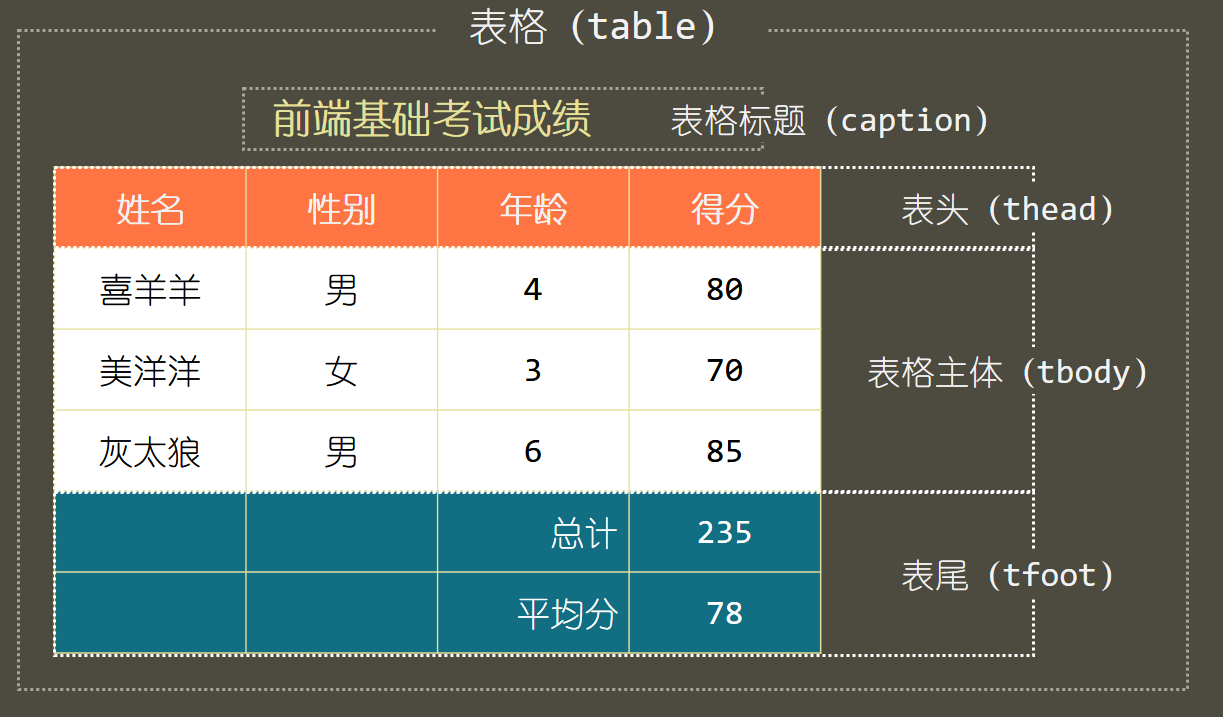 表格 (table)
前端基础考试成绩 表格标题 (caption)
姓名 性别 年龄 得分 表头 (thead)
喜羊羊 男 4 80
美洋洋 女 3 70 表格主体 (tbody)
灰太狼 男 6 85
总计 235
表尾 (tfoot)
平均分 78